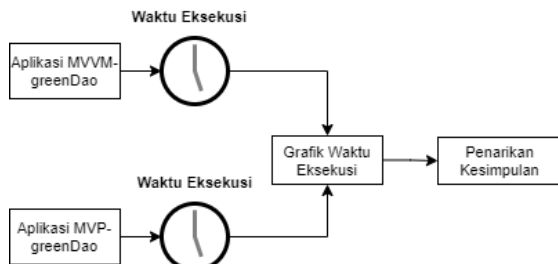 Waktu Eksekusi
Aplikasi MVVM-
greenDao
Grafik Waktu
Eksekusi
Penarikan
Kesimpulan
Waktu Eksekusi
Aplikasi MVP-
greenDao